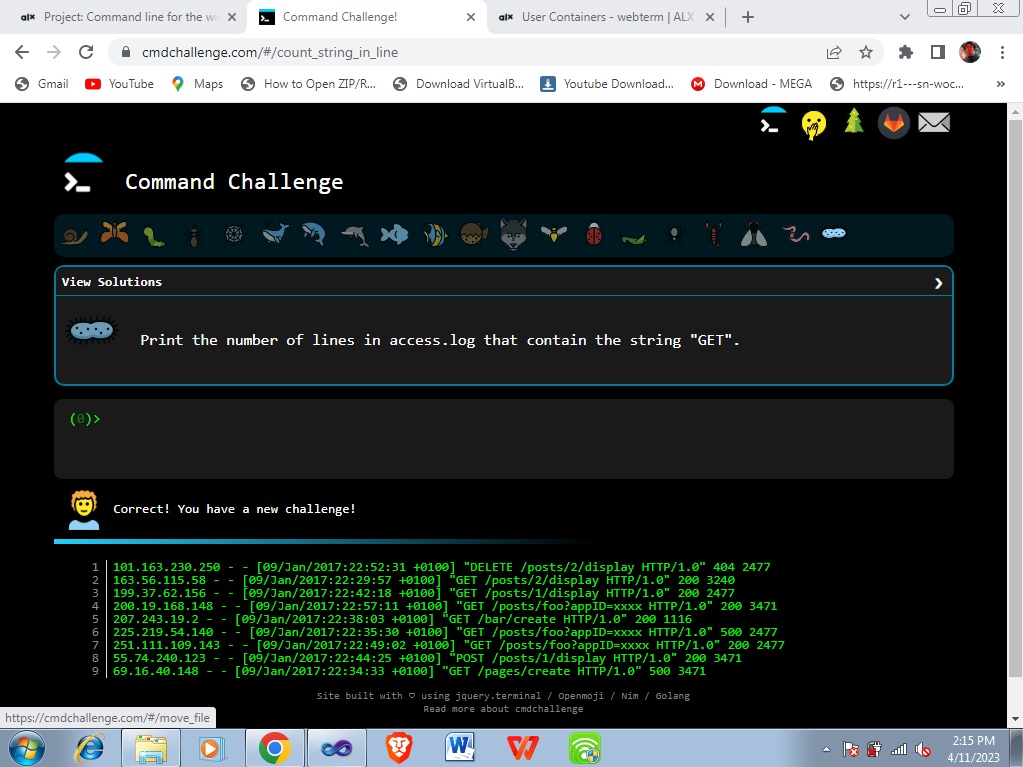 Project: Command line for the wi
Command Challenge!
User Containers - webterm | ALX
cmdchallenge.com/#/count_string_in_line
Gmail
YouTube
Maps
How to Open ZIP/R...
Download VirtualB...
Youtube Download...
Download - MEGA
https://r1---sn-woc...
»
Command Challenge
View Solutions
Print the number of lines in access.log that contain the string "GET".
(0)>
Correct! You have a new challenge!
1 101.163.230.250 - - [09/Jan/2017:22:52:31 +0100] "DELETE /posts/2/display HTTP/1.0" 404 2477
2 163.56.115.58 - - [09/Jan/2017:22:29:57 +0100] "GET /posts/2/display HTTP/1.0" 200 3240
3 199.37.62.156 - - [09/Jan/2017:22:42:18 +0100] "GET /posts/1/display HTTP/1.0" 200 2477
4 200.19.168.148 - - [09/Jan/2017:22:57:11 +0100] "GET /posts/foo?appID=xxxx HTTP/1.0" 200 3471
5 207.243.19.2 - - [09/Jan/2017:22:38:03 +0100] "GET /bar/create HTTP/1.0" 200 1116
6 225.219.54.140 - - [09/Jan/2017:22:35:30 +0100] "GET /posts/foo?appID=xxxx HTTP/1.0" 500 2477
7 251.111.109.143 - - [09/Jan/2017:22:49:02 +0100] "GET /posts/foo?appID=xxxx HTTP/1.0" 200 2477
8 55.74.240.123 - - [09/Jan/2017:22:44:25 +0100] "POST /posts/1/display HTTP/1.0" 200 3471
9 69.16.40.148 - - [09/Jan/2017:22:34:33 +0100] "GET /pages/create HTTP/1.0" 500 3471
Site built with ♡ using jquery.terminal / Openmoji / Nim / Golang
Read more about cmdchallenge
https://cmdchallenge.com/#/move_file
2:15 PM
4/11/2023